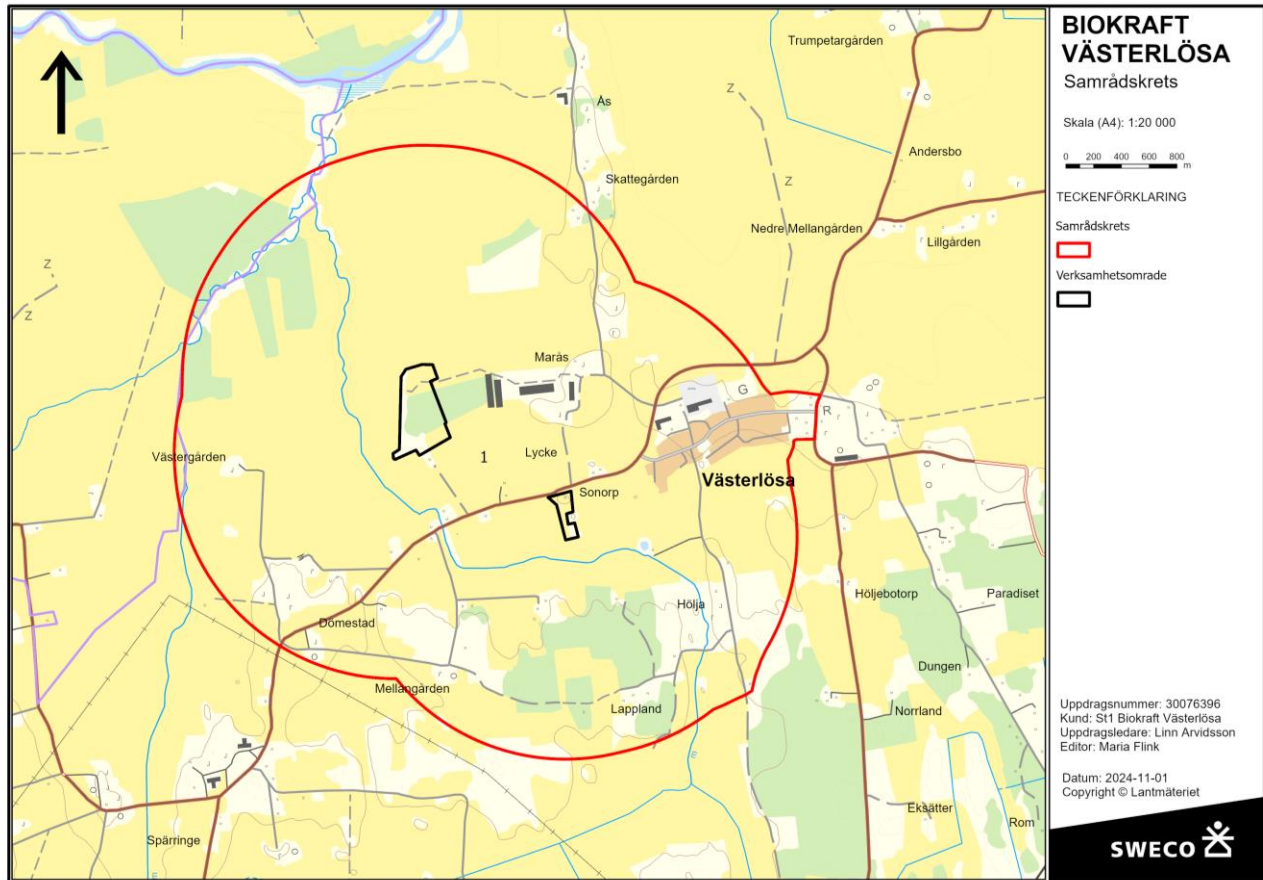 BIOKRAFT
VÄSTERLÖSA
Samrådskrets
Skala (A4): 1:20 000
0 200 400 600 800
m
TECKENFÖRKLARING
Samrådskrets
Verksamhetsomrade
Uppdragsnummer: 30076396
Kund: St1 Biokraft Västerlösa
Uppdragsledare: Linn Arvidsson
Editor: Maria Flink
Datum: 2024-11-01
Copyright © Lantmäteriet
SWECO
Trumpetargården
Ås
Andersbo
Skattegården
Nedre Mellangården
Lillgården
Z
Z
Z
Z
Marås
G
R
Västergården
1
Lycke
Västerlösa
Sonorp
Hölja
Höljebotorp
Paradiset
Dömestad
Dungen
Mellangården
Lappland
Norrland
E
Eksätter
Rom
Spärringe
E